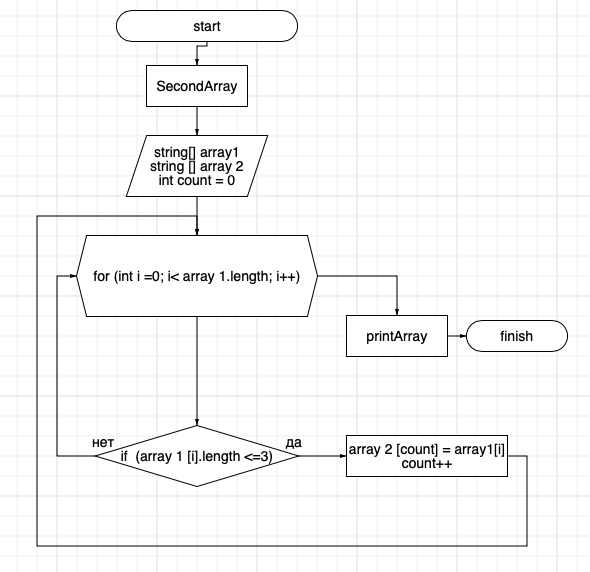 start
SecondArray
string[] array1
string [] array 2
int count = 0
for (int i =0; i< array 1.length; i++)
printArray
finish
нет
да
if (array 1 [i].length <=3)
array 2 [count] = array1[i]
count++